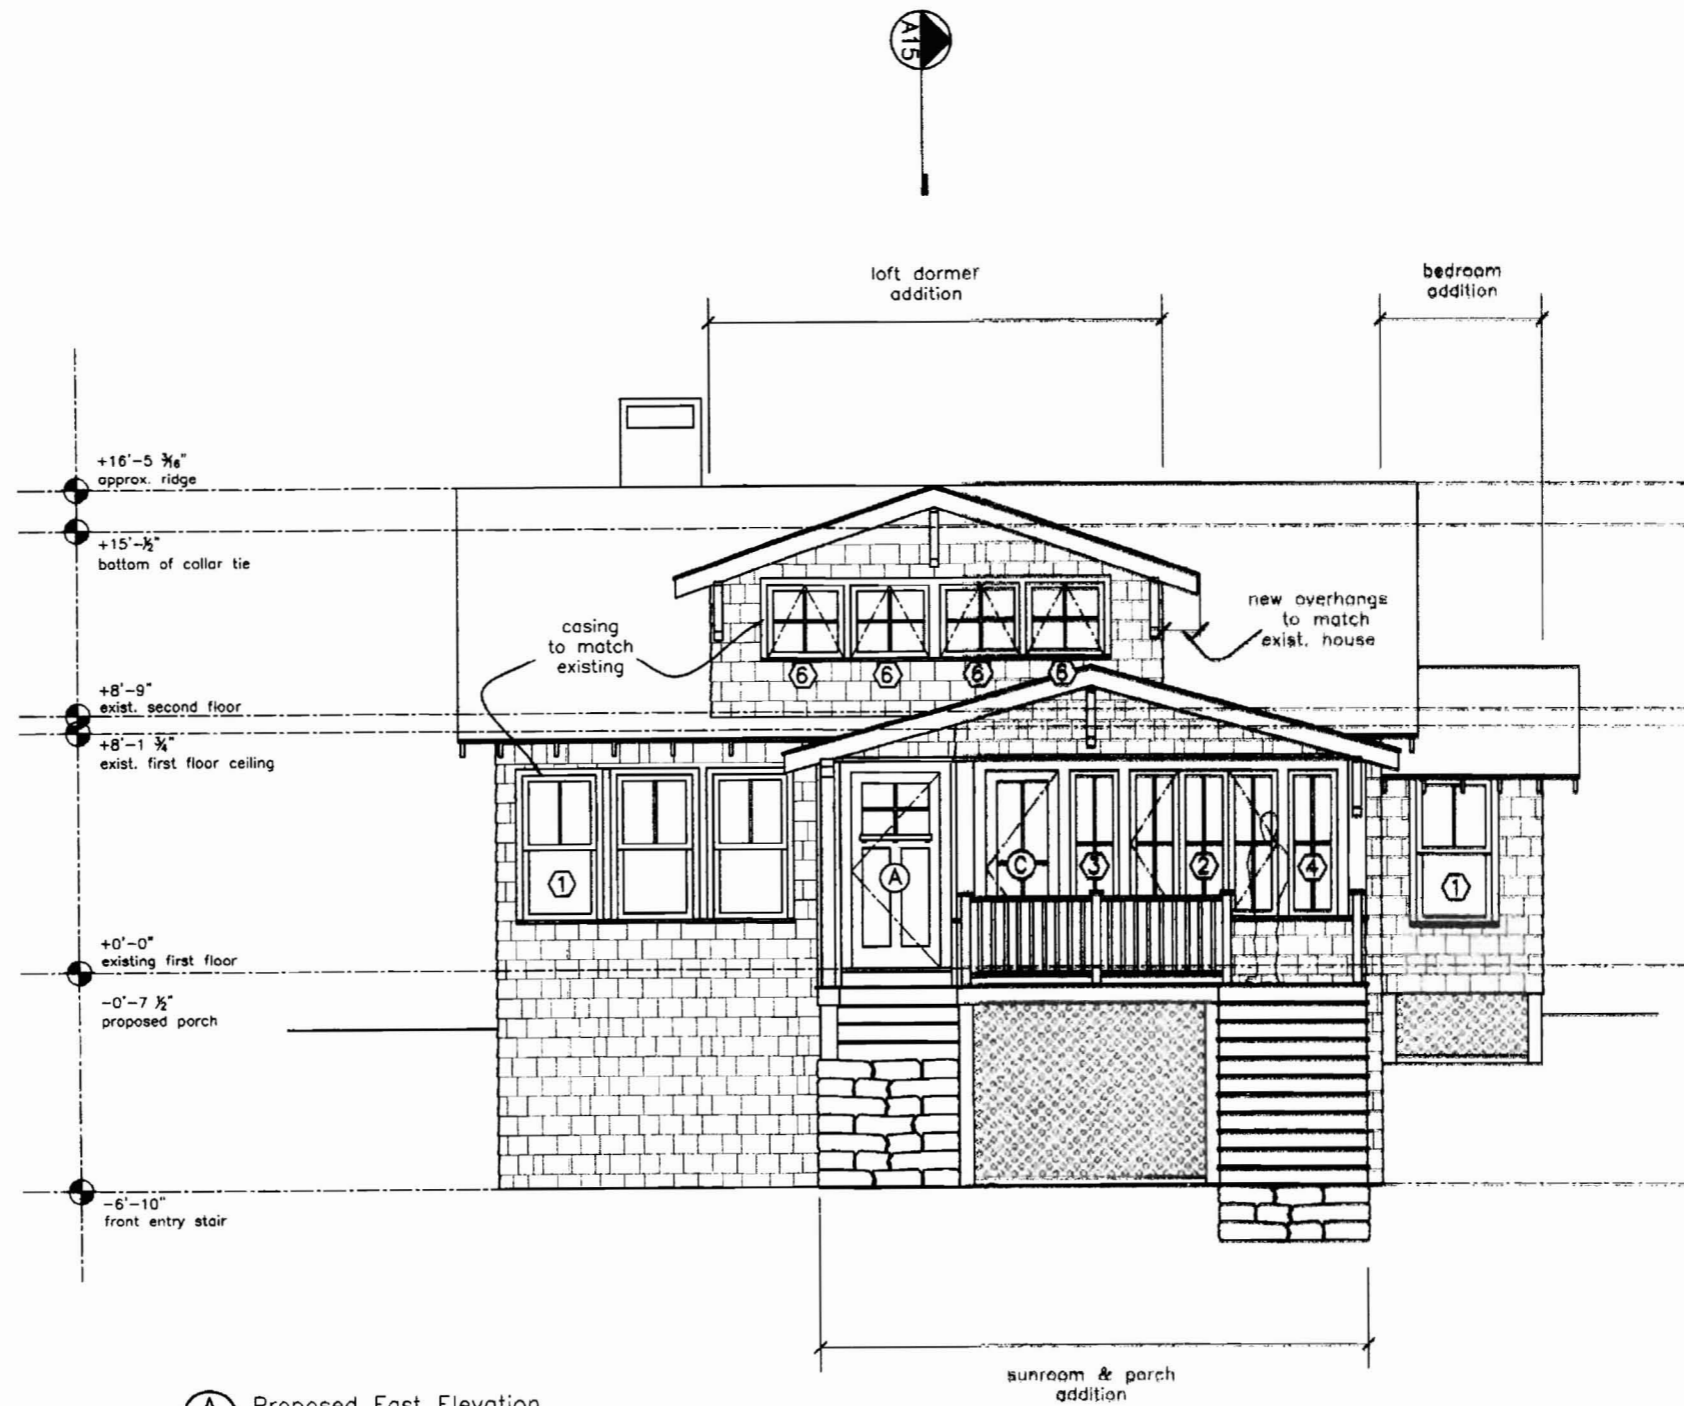 A15
loft dormer
addition
bedroom
addition
+16'-5 3/16"
approx. ridge
+15'-½"
bottom of collar tie
casing
to match
existing
new overhangs
to match
exist. house
6
6
6
6
+8'-9"
exist. second floor
+8'-1 ¾"
exist. first floor ceiling
1
A
C
3
2
4
1
+0'-0"
existing first floor
-0'-7 ½"
proposed porch
-6'-10"
front entry stair
sunroom & porch
addition
A
Proposed East Elevation